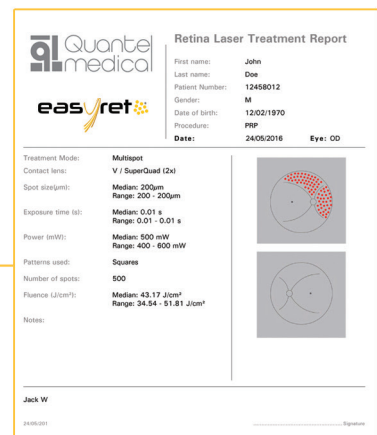 Quantel
medical
easyret
Retina Laser Treatment Report
First name: John
Last name: Doe
Patient Number: 12458012
Gender: M
Date of birth: 12/02/1970
Procedure: PRP
Date: 24/05/2016 Eye: OD
Treatment Mode: Multispot
Contact lens: V / SuperQuad (2x)
Spot size(µm): Median: 200µm
Range: 200 - 200µm
Exposure time (s): Median: 0.01 s
Range: 0.01 - 0.01 s
Power (mW): Median: 500 mW
Range: 400 - 600 mW
Patterns used: Squares
Number of spots: 500
Fluence (J/cm²): Median: 43.17 J/cm²
Range: 34.54 - 51.81 J/cm²
Notes:
Jack W
24/05/201
Signature